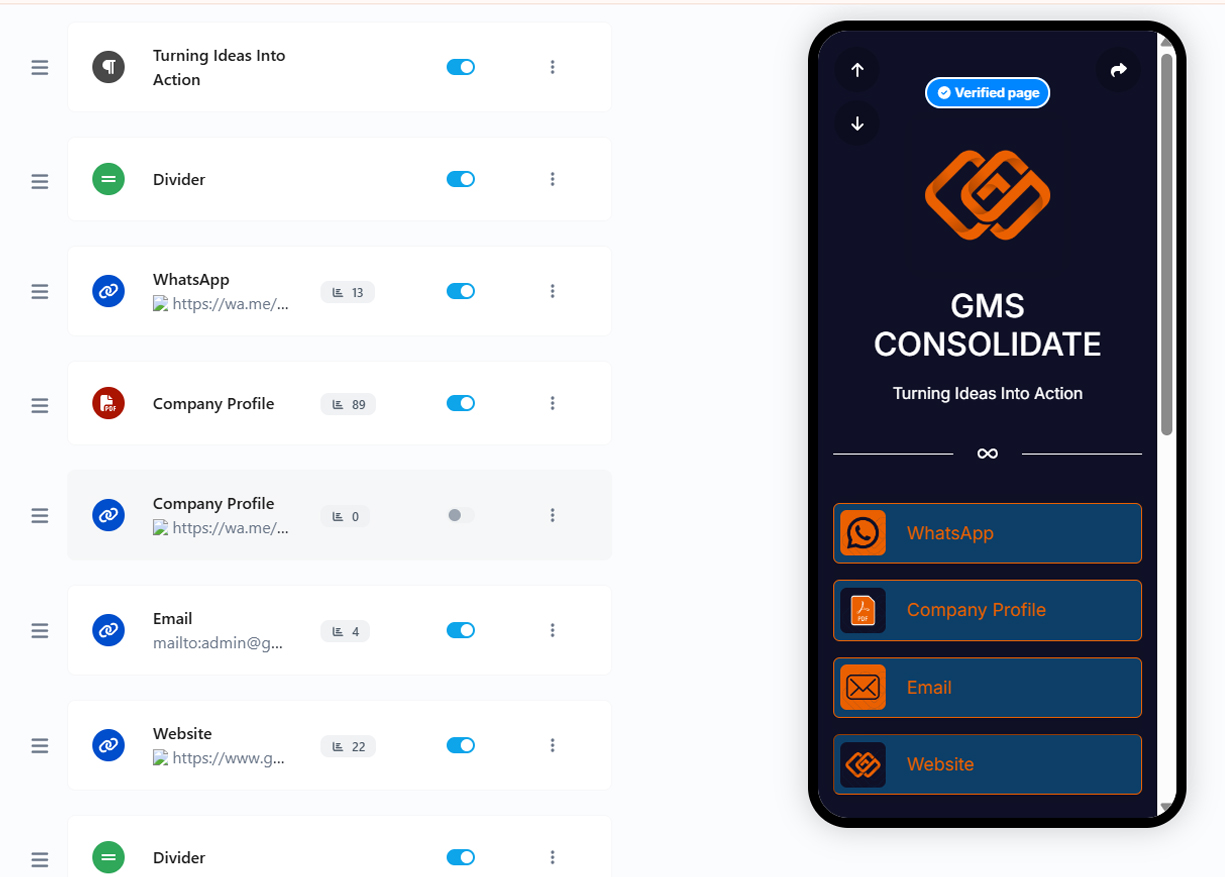 Turning Ideas Into
Action
Divider
WhatsApp
https://wa.me/...
13
Company Profile
89
Company Profile
https://wa.me/...
0
Email
mailto:admin@g...
4
Website
https://www.g...
22
Divider
Verified page
GMS
CONSOLIDATE
Turning Ideas Into Action
WhatsApp
PDF
Company Profile
Email
Website